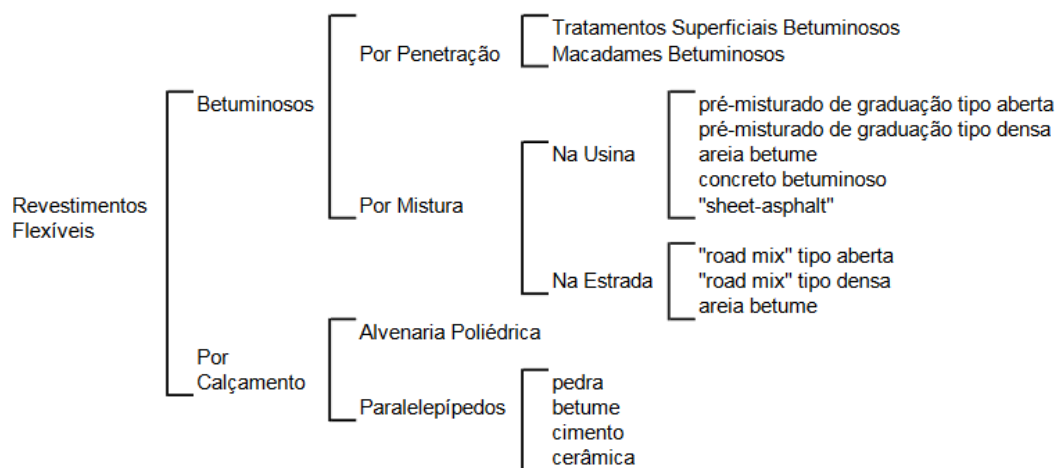 Revestimentos
Flexíveis
Betuminosos
Por Penetração
Tratamentos Superficiais Betuminosos
Macadames Betuminosos
Por Mistura
Na Usina
pré-misturado de graduação tipo aberta
pré-misturado de graduação tipo densa
areia betume
concreto betuminoso
"sheet-asphalt"
Na Estrada
"road mix" tipo aberta
"road mix" tipo densa
areia betume
Por
Calçamento
Alvenaria Poliédrica
Paralelepípedos
pedra
betume
cimento
cerâmica